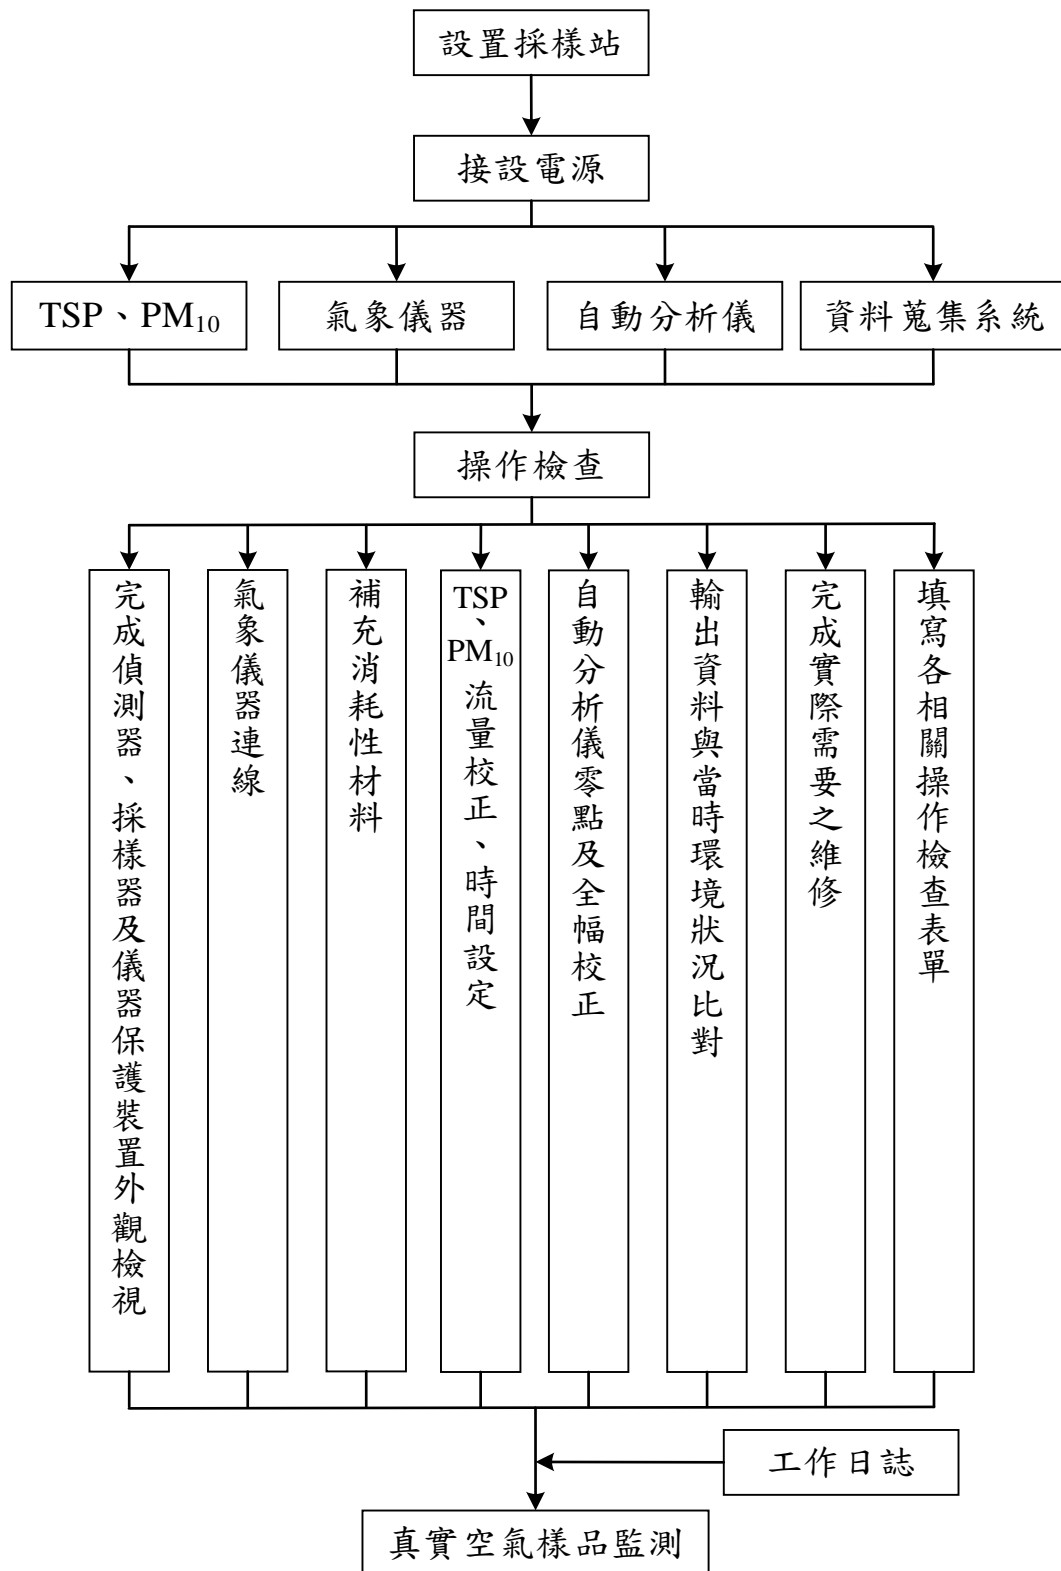 設置採樣站
接設電源
TSP、PM10
氣象儀器
自動分析儀
資料蒐集系統
操作檢查
完成偵測器、採樣器及儀器保護裝置外觀檢視
氣象儀器連線
補充消耗性材料
TSP、PM10流量校正、時間設定
自動分析儀零點及全幅校正
輸出資料與當時環境狀況比對
完成實際需要之維修
填寫各相關操作檢查表單
工作日誌
真實空氣樣品監測